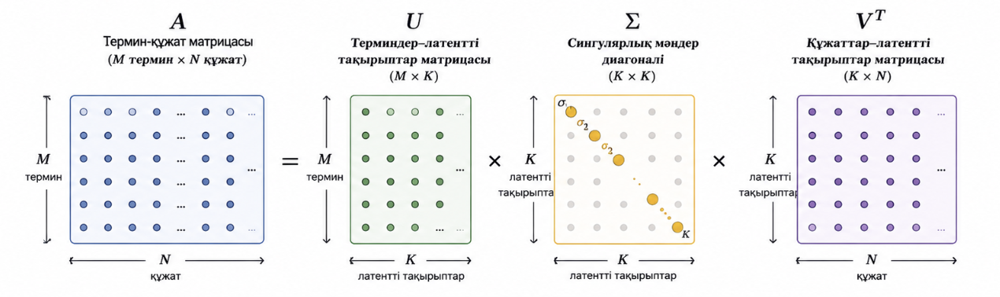 A
Термин-құжат матрицасы
(M термин × N құжат)
U
Терминдер–латентті
тақырыптар матрицасы
(M × K)
Σ
Сингулярлық мәндер
диагоналі
(K × K)
V^T
Құжаттар–латентті
тақырыптар матрицасы
(K × N)
M
термин
...
N
құжат
=
M
термин
...
K
латентті тақырыптар
×
K
латентті
тақырыпта
σ₁
σ₂
σ₂
K
K
латентті тақырыптар
×
K
латентті
тақырыптар
...
N
құжат